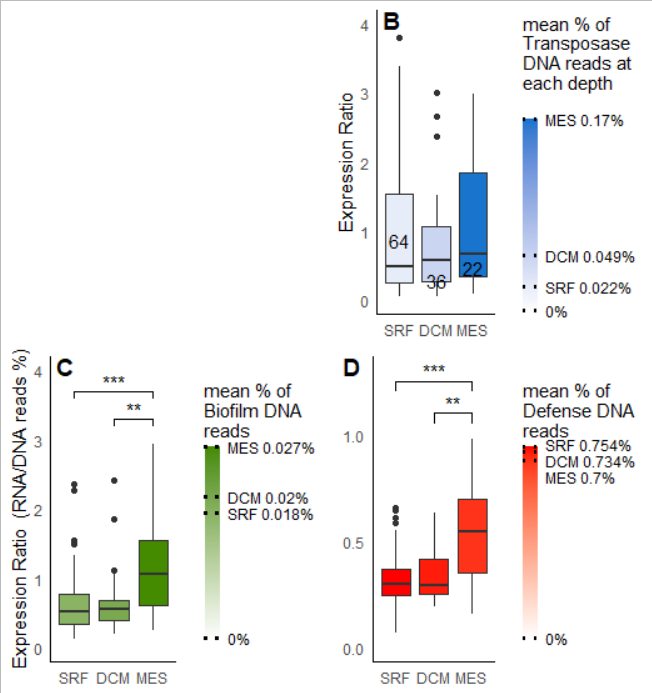 B
mean % of
Transposase
DNA reads at
each depth
Expression Ratio
4
3
2
1
0
64
36
22
SRF DCM MES
MES 0.17%
DCM 0.049%
SRF 0.022%
0%
C
mean % of
Biofilm DNA
reads
Expression Ratio (RNA/DNA reads %)
4
3
2
1
0
***
**
SRF DCM MES
MES 0.027%
DCM 0.02%
SRF 0.018%
0%
D
mean % of
Defense DNA
reads
1.0
0.5
0.0
***
**
SRF DCM MES
SRF 0.754%
DCM 0.734%
MES 0.7%
0%